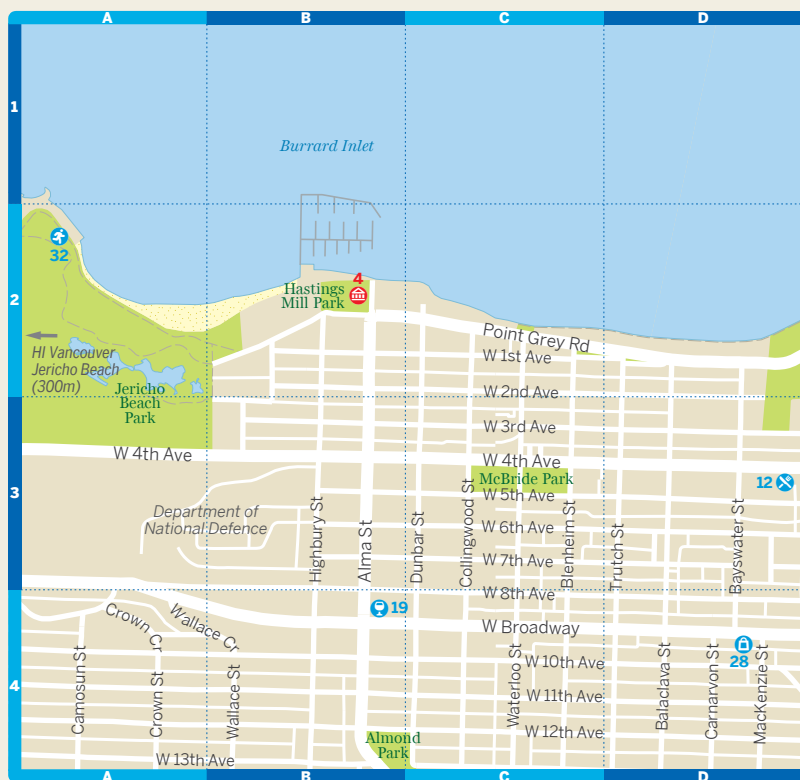 A
B
C
D
1
Burrard Inlet
32
4
2
Hastings
Mill Park
Point Grey Rd
HI Vancouver
Jericho Beach
(300m)
W 1st Ave
Jericho
Beach
Park
W 2nd Ave
W 3rd Ave
W 4th Ave
W 4th Ave
McBride Park
12
3
W 5th Ave
Department of
National Defence
W 6th Ave
Highbury St
Alma St
Dunbar St
Collingwood St
Blenheim St
Trutch St
Bayswater St
W 7th Ave
W 8th Ave
19
Crown Cr
Wallace Cr
W Broadway
28
W 10th Ave
4
Camosun St
Crown St
Wallace St
Waterloo St
Balaclava St
Carnarvon St
MacKenzie St
W 11th Ave
W 12th Ave
Almond
Park
W 13th Ave
A
B
C
D